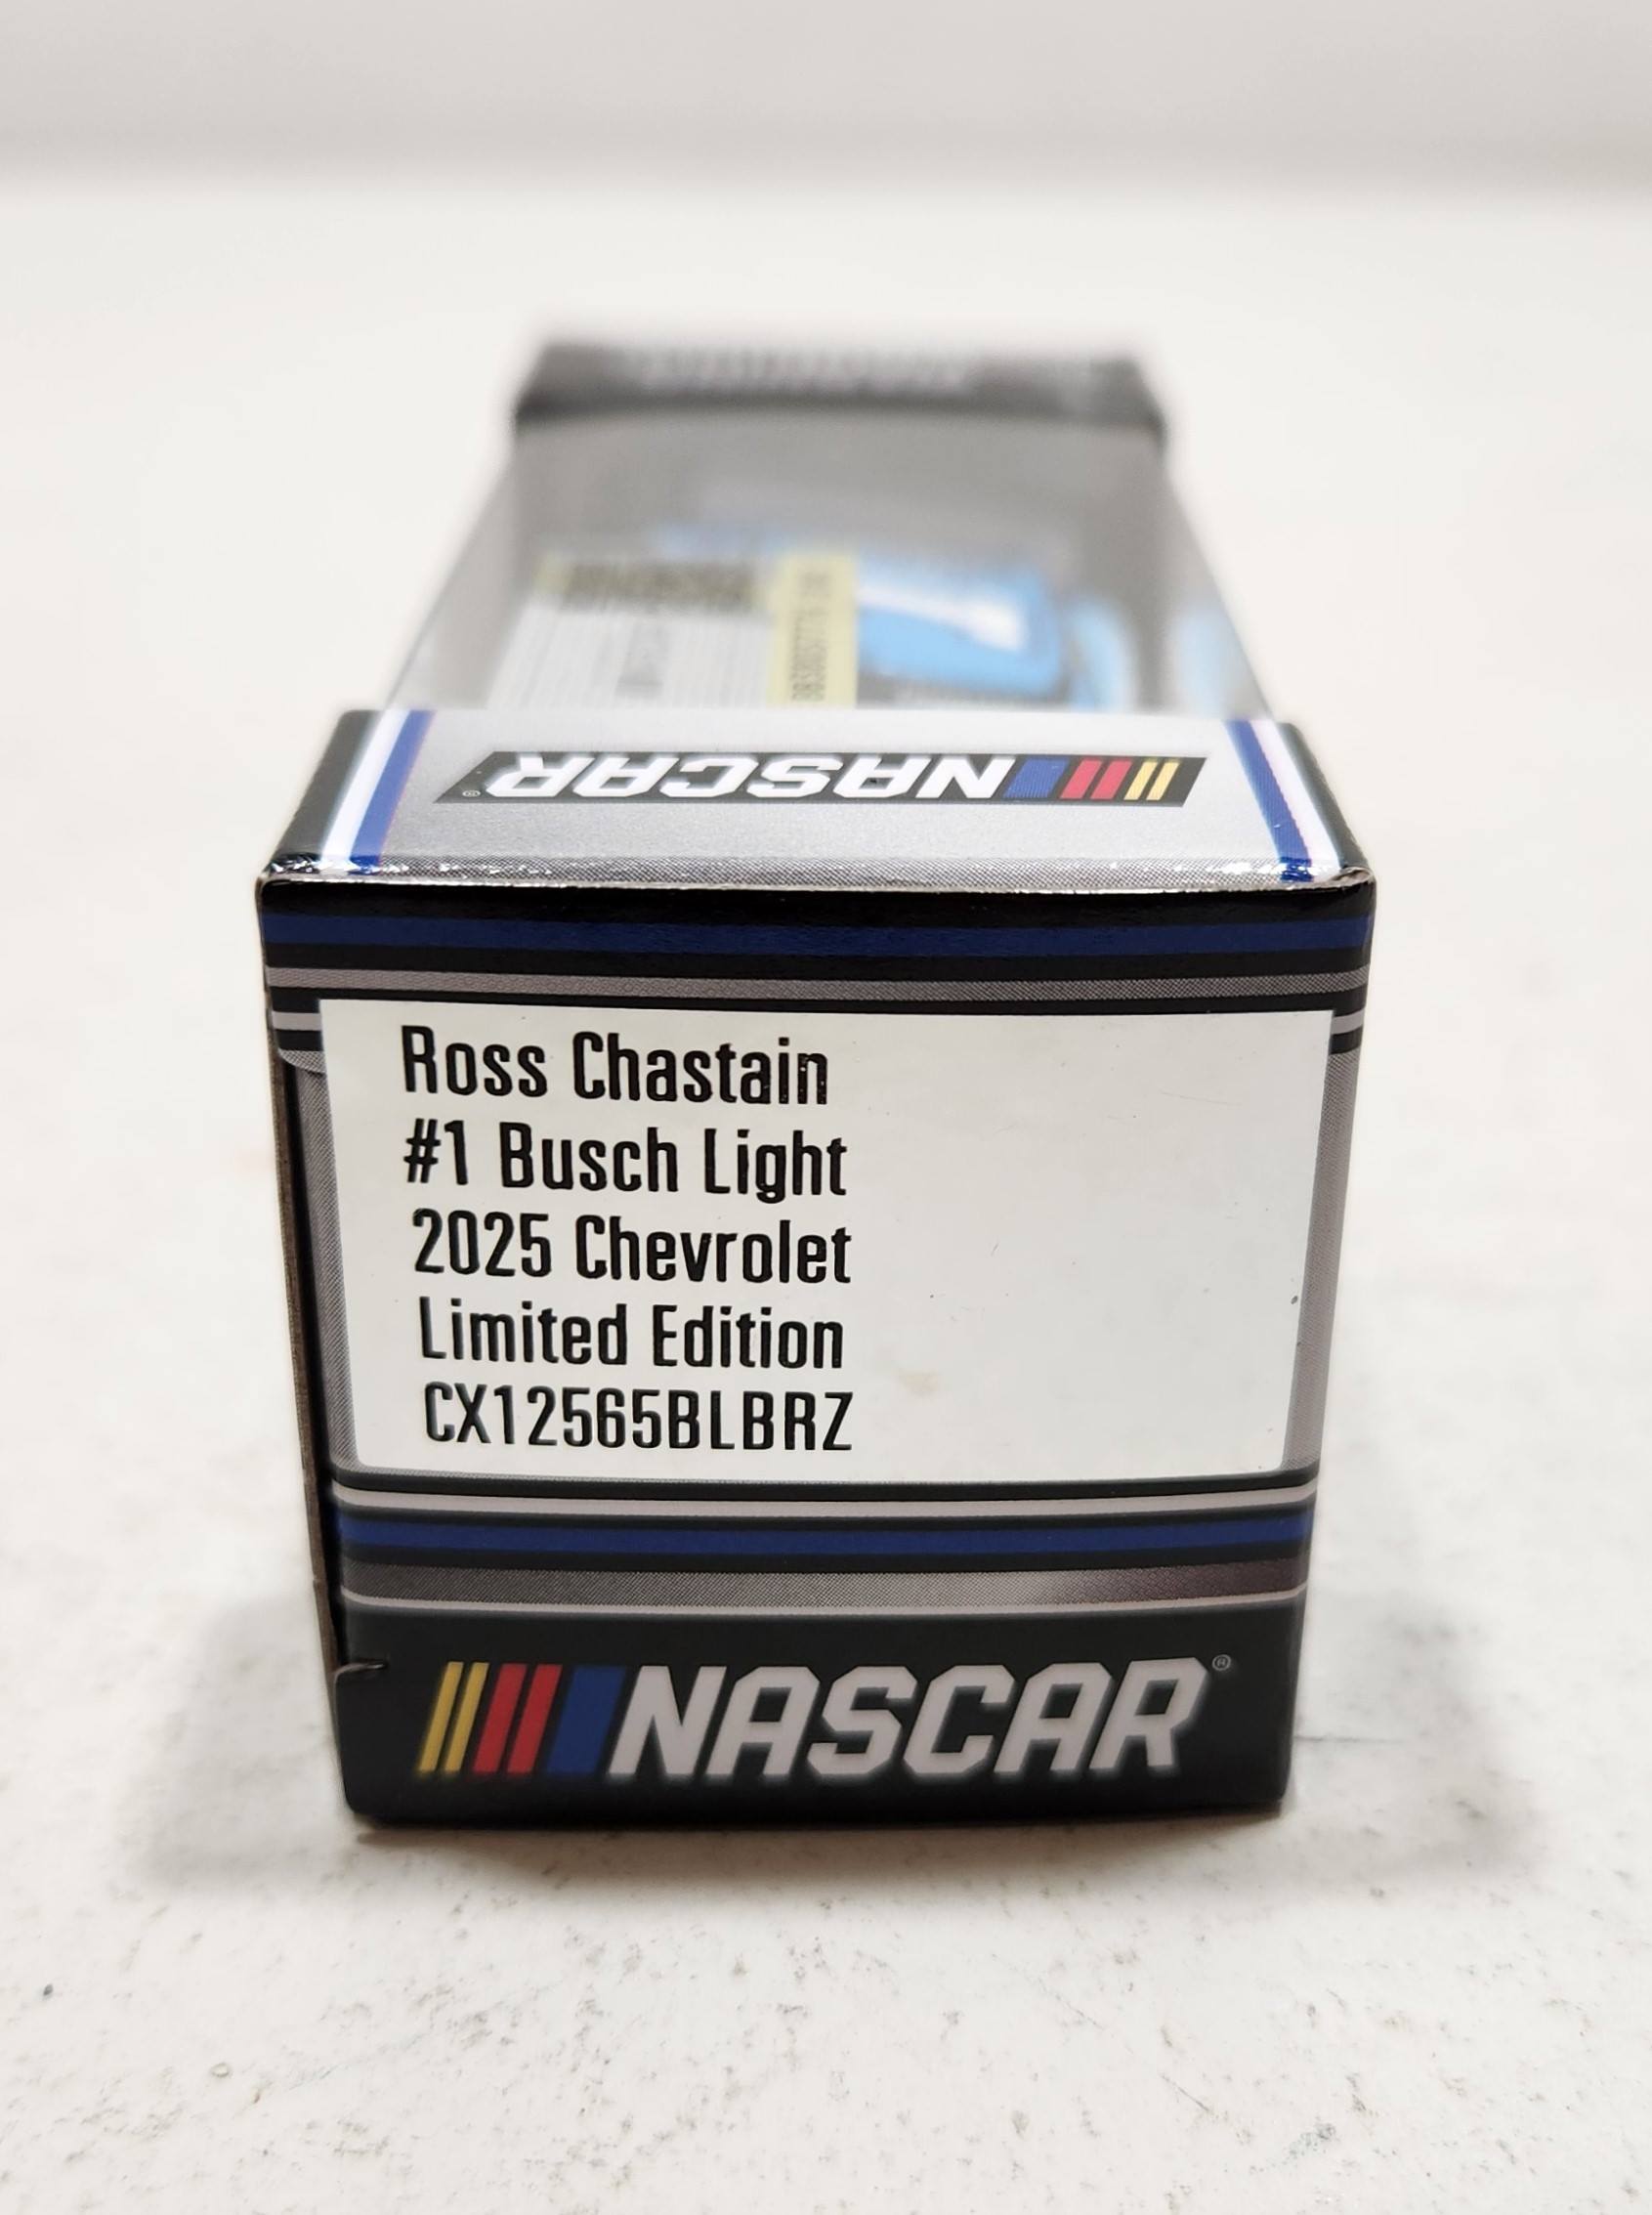 NASCAR®
Ross Chastain
#1 Busch Light
2025 Chevrolet
Limited Edition
CX12565BLBRZ
NASCAR®